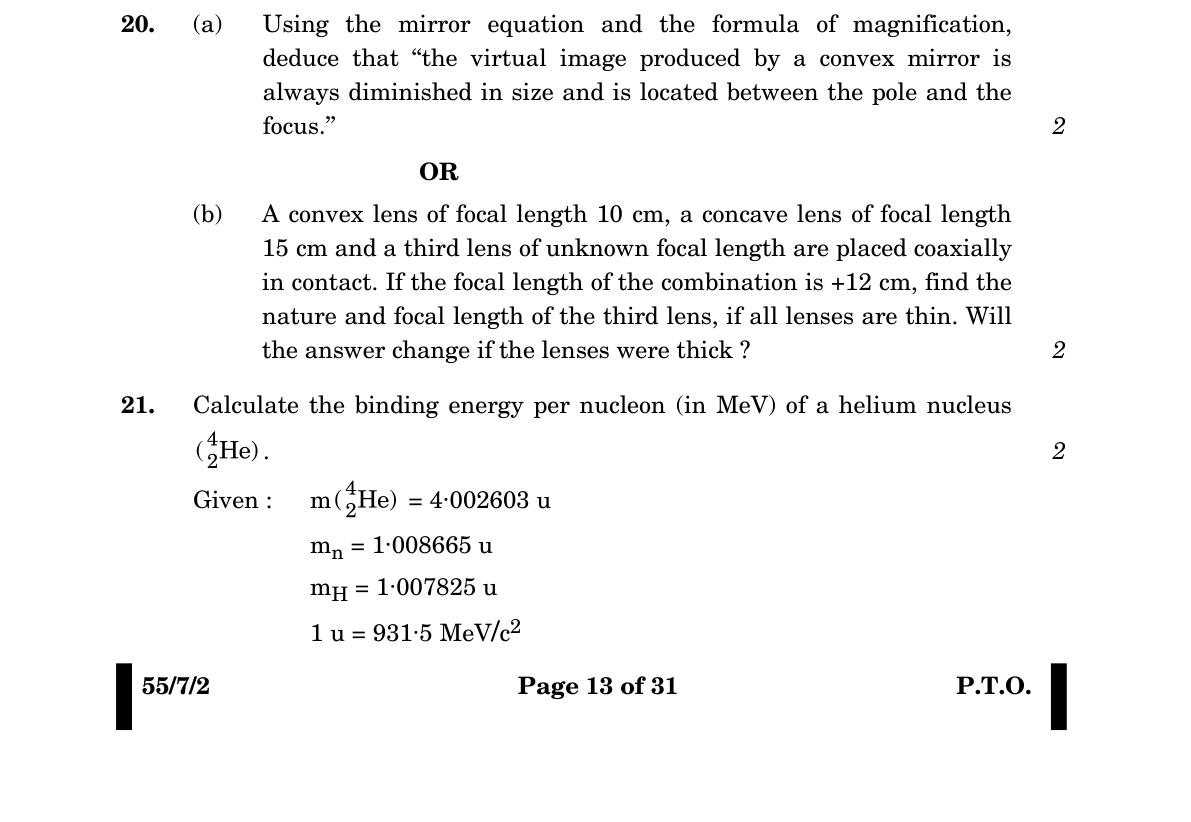 20. (a) Using the mirror equation and the formula of magnification,
deduce that “the virtual image produced by a convex mirror is
always diminished in size and is located between the pole and the
focus.” 2
OR
(b) A convex lens of focal length 10 cm, a concave lens of focal length
15 cm and a third lens of unknown focal length are placed coaxially
in contact. If the focal length of the combination is +12 cm, find the
nature and focal length of the third lens, if all lenses are thin. Will
the answer change if the lenses were thick ? 2
21. Calculate the binding energy per nucleon (in MeV) of a helium nucleus
(⁴₂He). 2
Given : m(⁴₂He) = 4·002603 u
mₙ = 1·008665 u
m_H = 1·007825 u
1 u = 931·5 MeV/c²
55/7/2 Page 13 of 31 P.T.O.